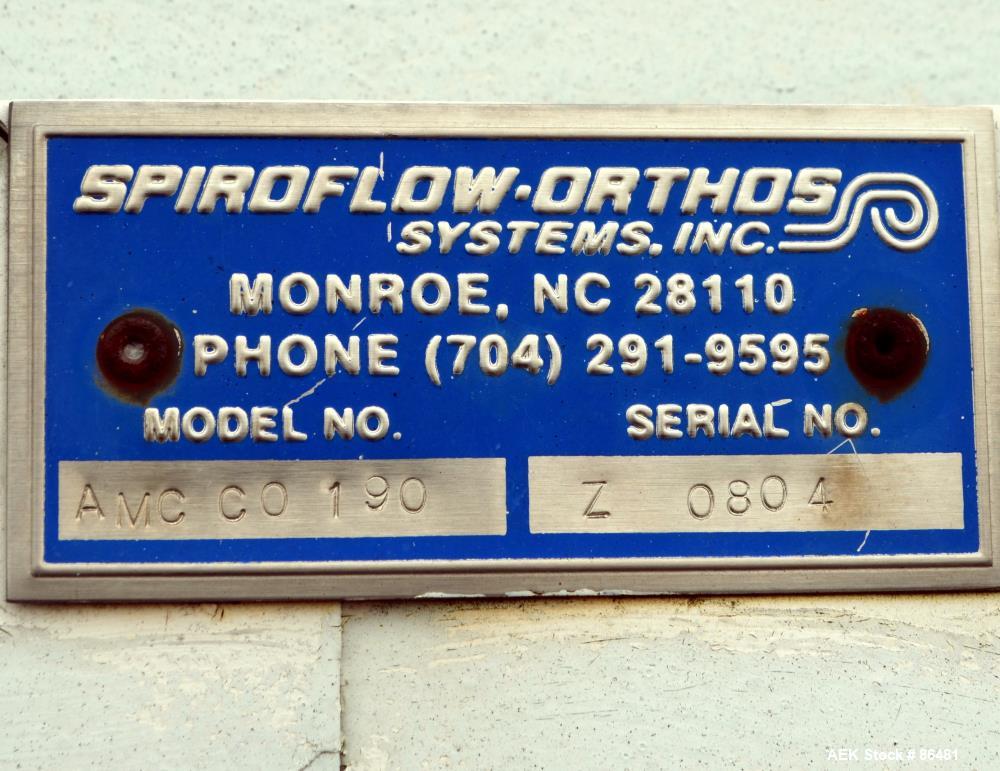 SPIROFLOW-ORTHOS
SYSTEMS, INC.
MONROE, NC 28110
PHONE (704) 291-9595
MODEL NO. SERIAL NO.
AMC CO 190 Z 0804
AEK Stock # 86481